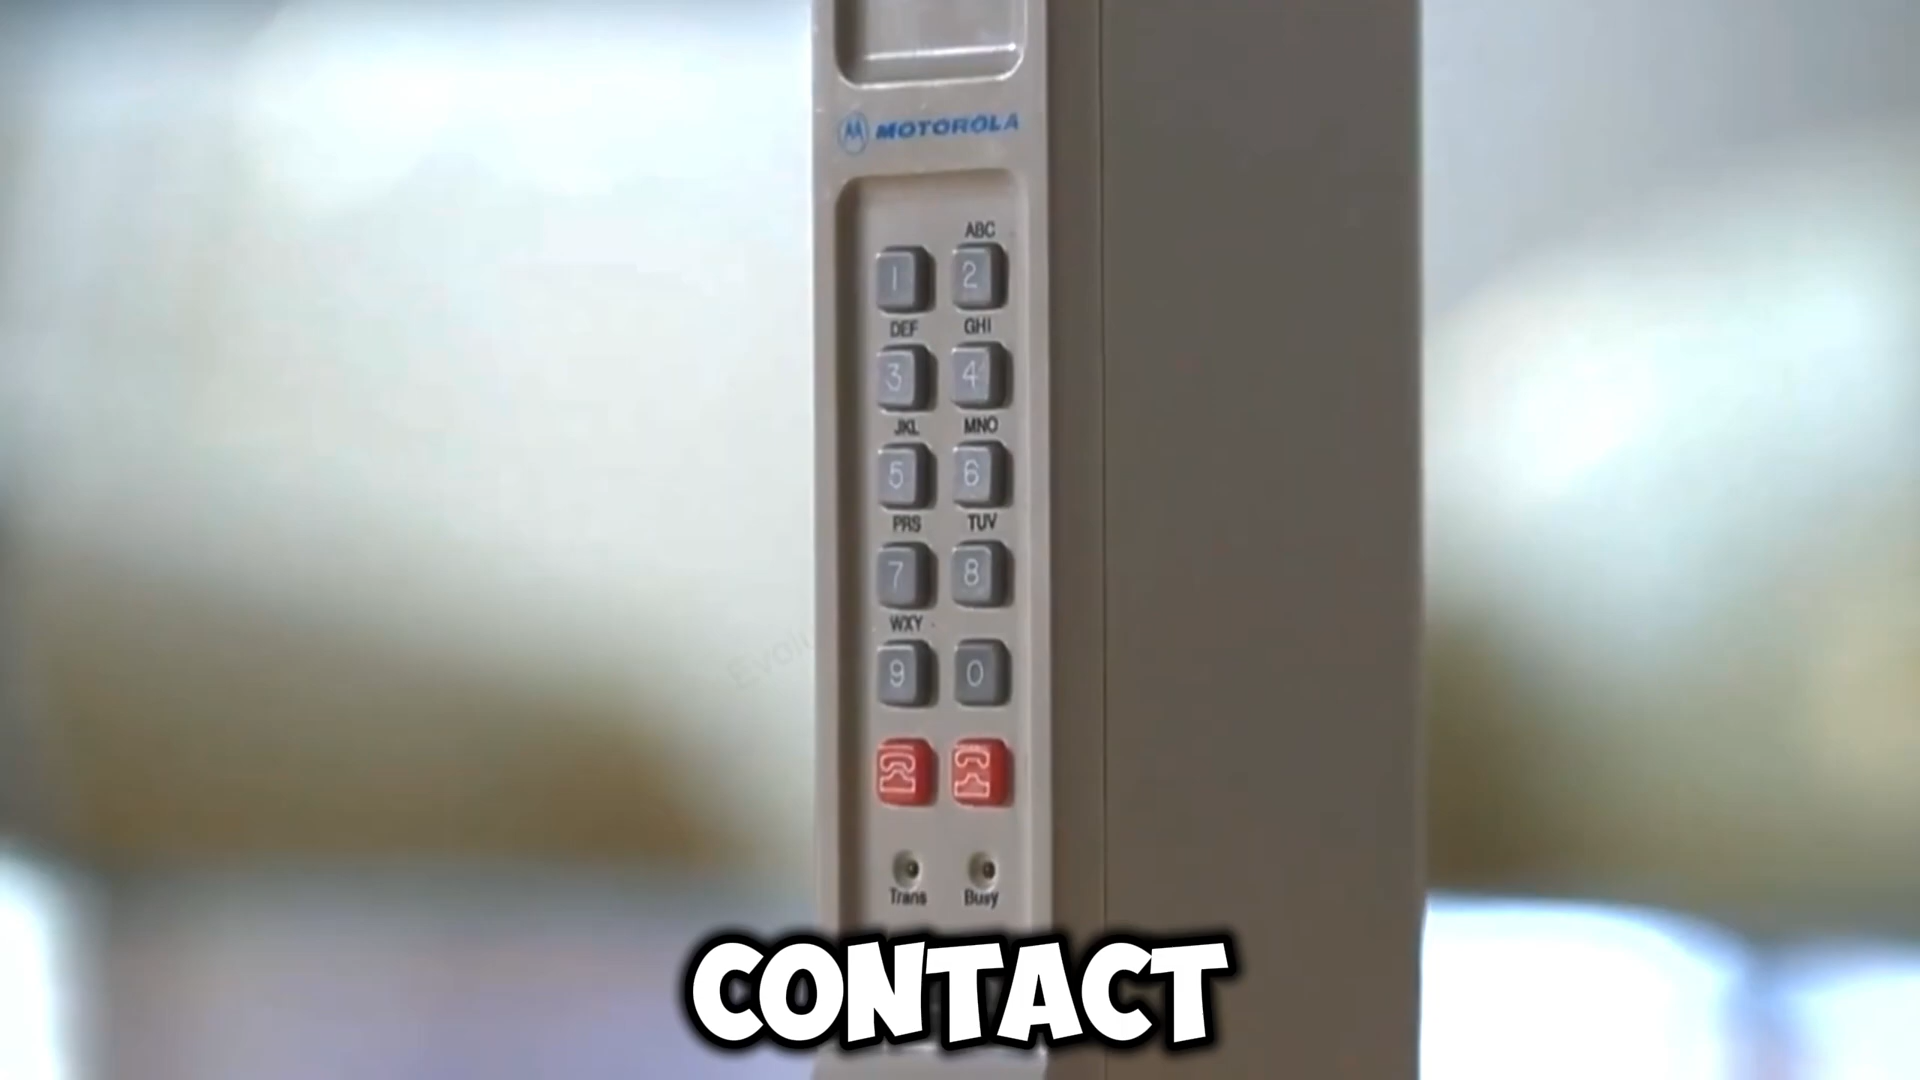 MOTOROLA
ABC
1 2
DEF GHI
3 4
JKL MNO
5 6
PRS TUV
7 8
WXY
9 0
Trans Busy
CONTACT